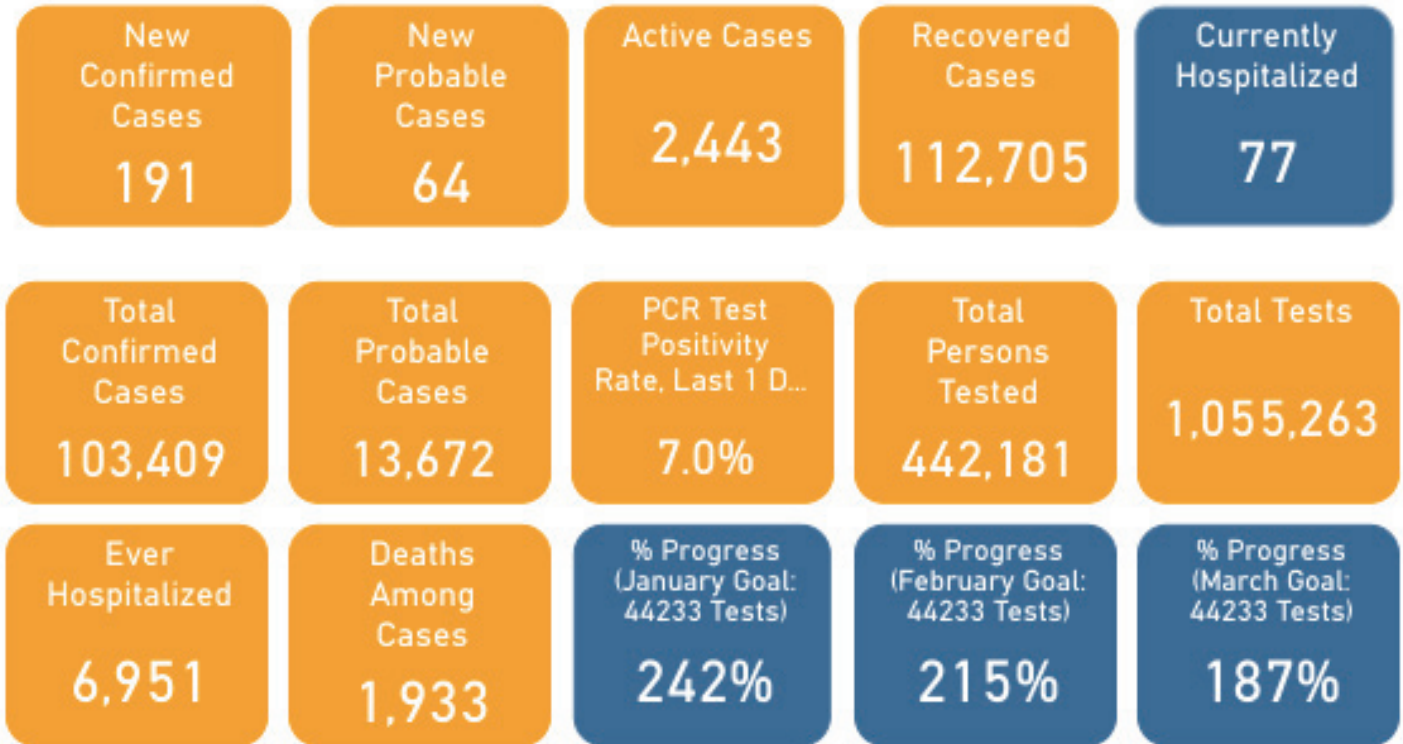 New
Confirmed
Cases
191
New
Probable
Cases
64
Active Cases
2,443
Recovered
Cases
112,705
Currently
Hospitalized
77
Total
Confirmed
Cases
103,409
Total
Probable
Cases
13,672
PCR Test
Positivity
Rate, Last 1 D...
7.0%
Total
Persons
Tested
442,181
Total Tests
1,055,263
Ever
Hospitalized
6,951
Deaths
Among
Cases
1,933
% Progress
(January Goal:
44233 Tests)
242%
% Progress
(February Goal:
44233 Tests)
215%
% Progress
(March Goal:
44233 Tests)
187%